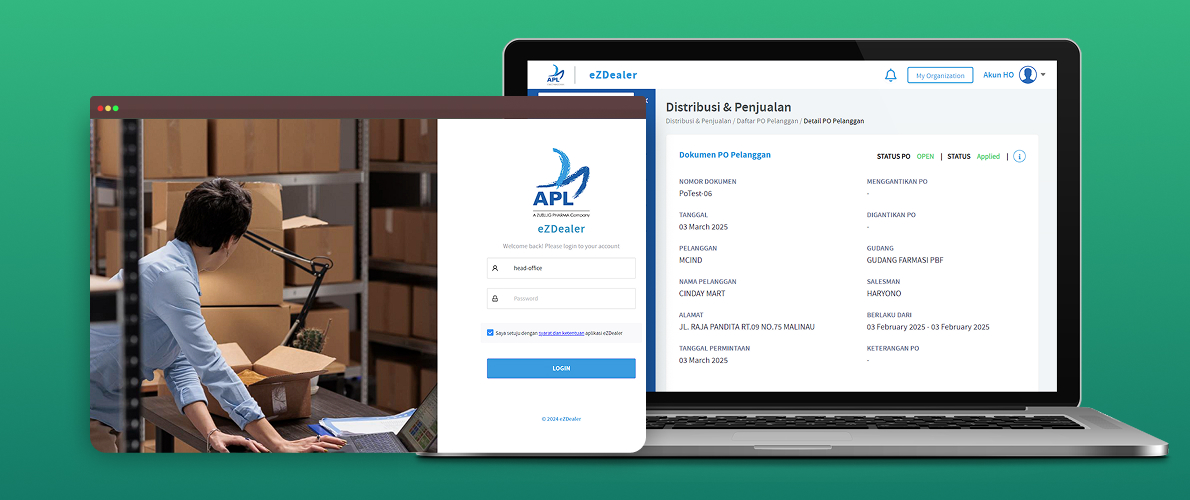 APL
A ZUELLIG PHARMA Company
eZDealer
Welcome back! Please login to your account
head-office
Password
Saya setuju dengan syarat dan ketentuan aplikasi eZDealer
LOGIN
© 2024 eZDealer
APL
eZDealer
My Organization
Akun HO
Distribusi & Penjualan
Distribusi & Penjualan / Daftar PO Pelanggan / Detail PO Pelanggan
Dokumen PO Pelanggan
STATUS PO OPEN | STATUS Applied |
NOMOR DOKUMEN
PoTest-06
MENGGANTIKAN PO
-
TANGGAL
03 March 2025
DIGANTIKAN PO
-
PELANGGAN
MCIND
GUDANG
GUDANG FARMASI PBF
NAMA PELANGGAN
CINDAY MART
SALESMAN
HARYONO
ALAMAT
JL. RAJA PANDITA RT.09 NO.75 MALINAU
BERLAKU DARI
03 February 2025 - 03 February 2025
TANGGAL PERMINTAAN
03 March 2025
KETERANGAN PO
-